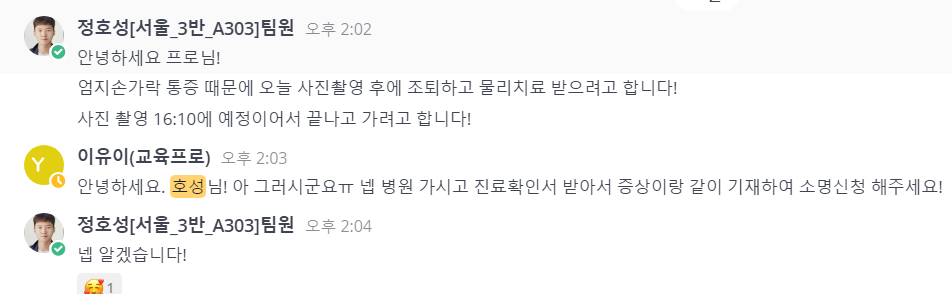 정호성[서울_3반_A303]팀원 오후 2:02
안녕하세요 프로님!
엄지손가락 통증 때문에 오늘 사진촬영 후에 조퇴하고 물리치료 받으려고 합니다!
사진 촬영 16:10에 예정이어서 끝나고 가려고 합니다!
Y
이유이(교육프로) 오후 2:03
안녕하세요. 호성님! 아 그러시군요ㅠ 넵 병원 가시고 진료확인서 받아서 증상이랑 같이 기재하여 소명신청 해주세요!
정호성[서울_3반_A303]팀원 오후 2:04
넵 알겠습니다!
1